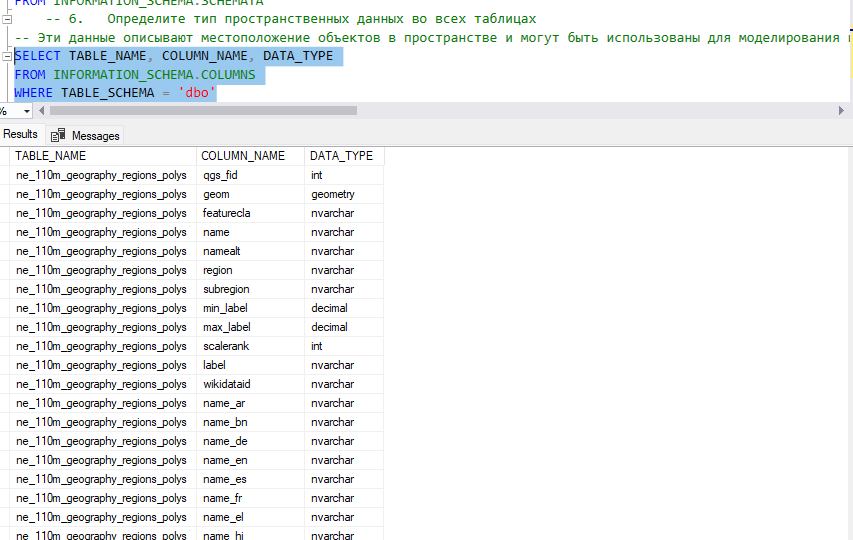 FROM INFORMATION_SCHEMA.SCHEMATA
-- 6. Определите тип пространственных данных во всех таблицах
-- Эти данные описывают местоположение объектов в пространстве и могут быть использованы для моделирования
SELECT TABLE_NAME, COLUMN_NAME, DATA_TYPE
FROM INFORMATION_SCHEMA.COLUMNS
WHERE TABLE_SCHEMA = 'dbo'
%
Results Messages
TABLE_NAME COLUMN_NAME DATA_TYPE
ne_110m_geography_regions_polys qgs_fid int
ne_110m_geography_regions_polys geom geometry
ne_110m_geography_regions_polys featurecla nvarchar
ne_110m_geography_regions_polys name nvarchar
ne_110m_geography_regions_polys namealt nvarchar
ne_110m_geography_regions_polys region nvarchar
ne_110m_geography_regions_polys subregion nvarchar
ne_110m_geography_regions_polys min_label decimal
ne_110m_geography_regions_polys max_label decimal
ne_110m_geography_regions_polys scalerank int
ne_110m_geography_regions_polys label nvarchar
ne_110m_geography_regions_polys wikidataid nvarchar
ne_110m_geography_regions_polys name_ar nvarchar
ne_110m_geography_regions_polys name_bn nvarchar
ne_110m_geography_regions_polys name_de nvarchar
ne_110m_geography_regions_polys name_en nvarchar
ne_110m_geography_regions_polys name_es nvarchar
ne_110m_geography_regions_polys name_fr nvarchar
ne_110m_geography_regions_polys name_el nvarchar
ne_110m_geography_regions_polys name_hi nvarchar